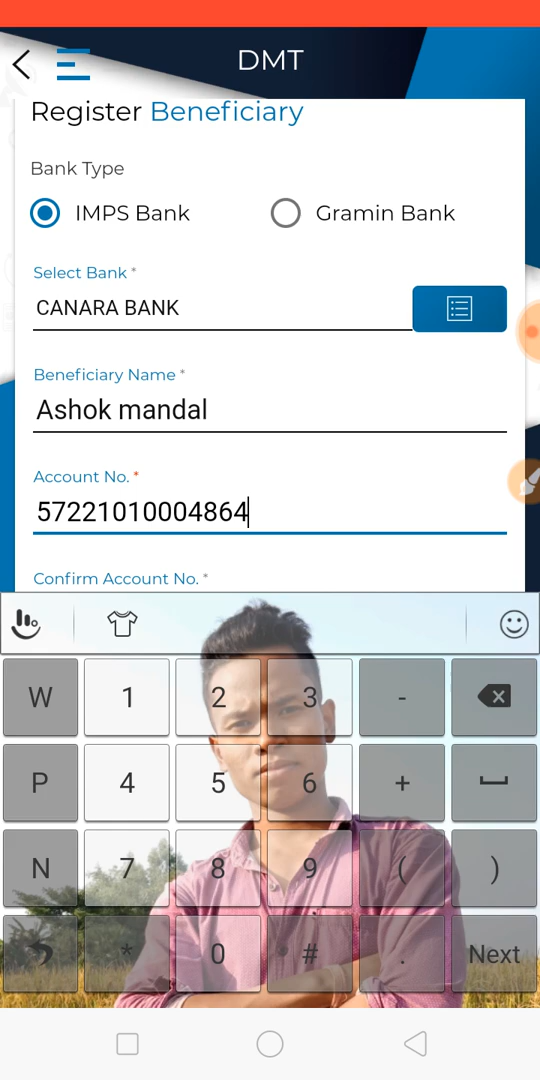 DMT
Register Beneficiary
Bank Type
IMPS Bank
Gramin Bank
Select Bank *
CANARA BANK
Beneficiary Name *
Ashok mandal
Account No. *
57221010004864
Confirm Account No. *
W 1 2 3 -
P 4 5 6 +
N 7 8 9 ( )
* 0 # . Next